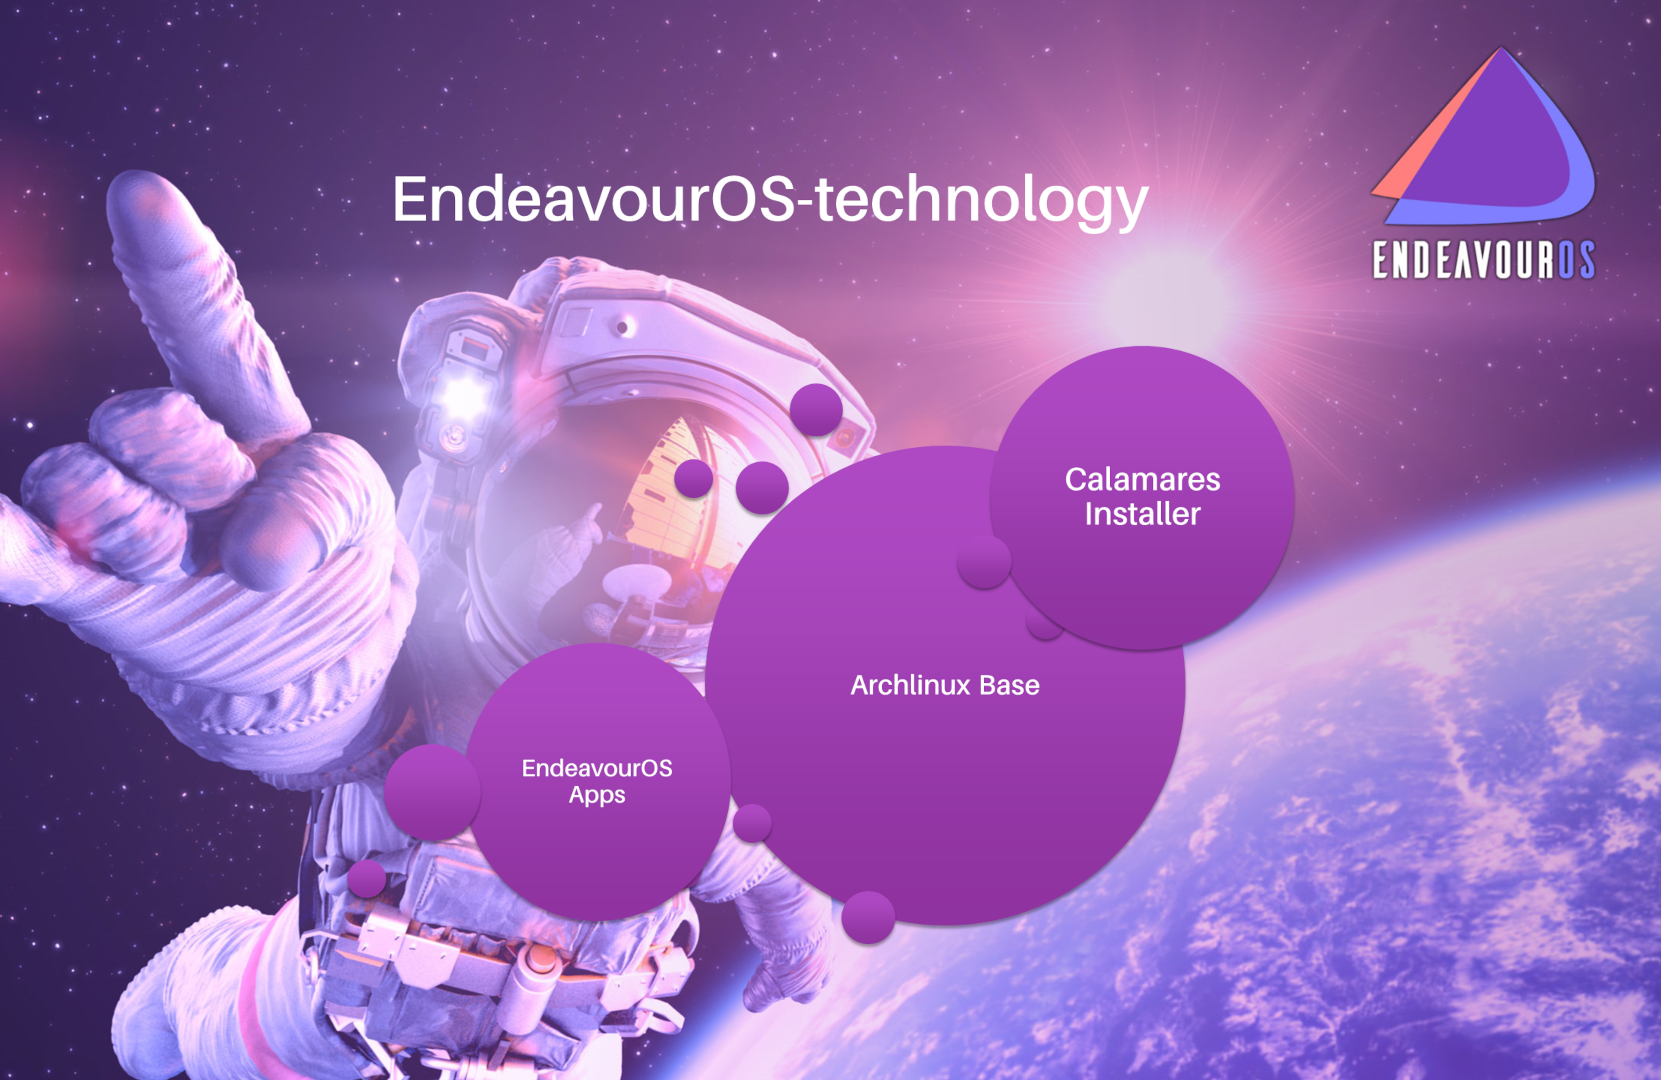 EndeavourOS-technology
ENDEAVOUROS
Calamares
Installer
Archlinux Base
EndeavourOS
Apps